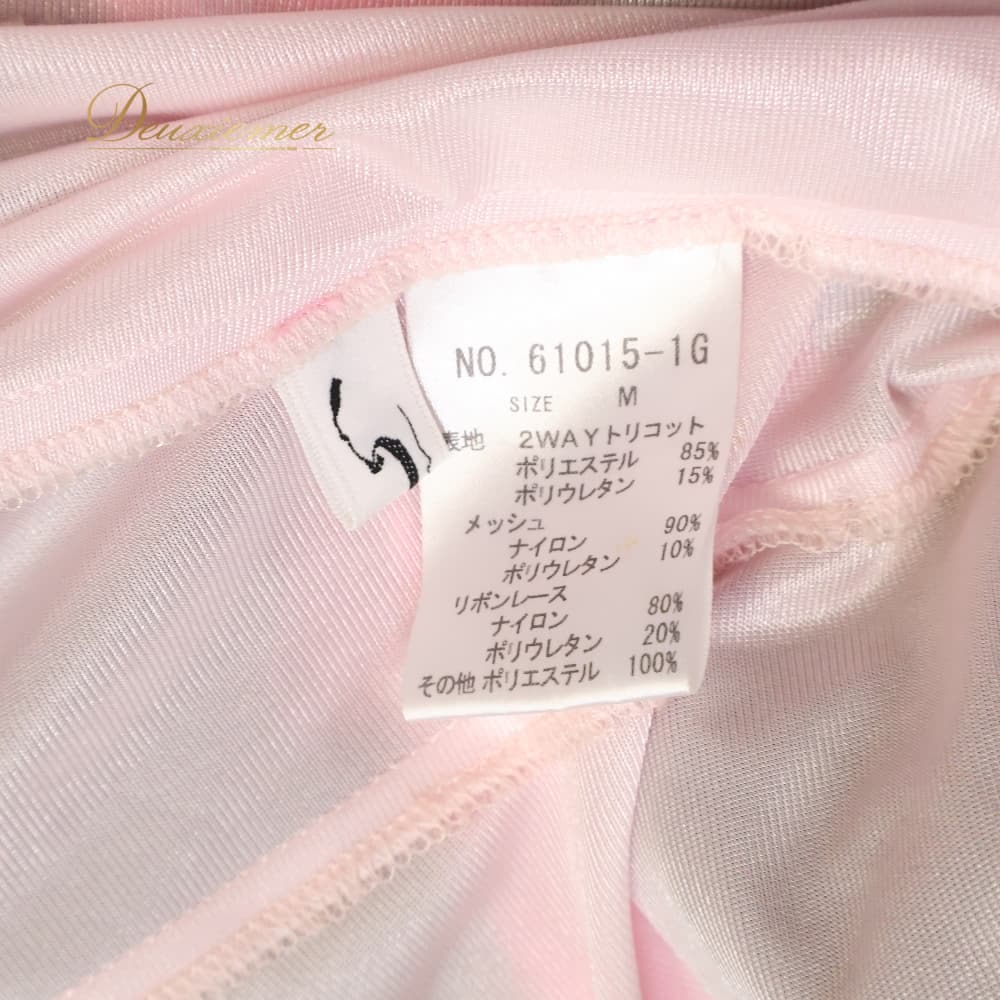 Deuxiemer
NO. 61015-1G
SIZE M
表地 2WAYトリコット
ポリエステル 85%
ポリウレタン 15%
メッシュ
ナイロン 90%
ポリウレタン 10%
リボンレース
ナイロン 80%
ポリウレタン 20%
その他 ポリエステル 100%